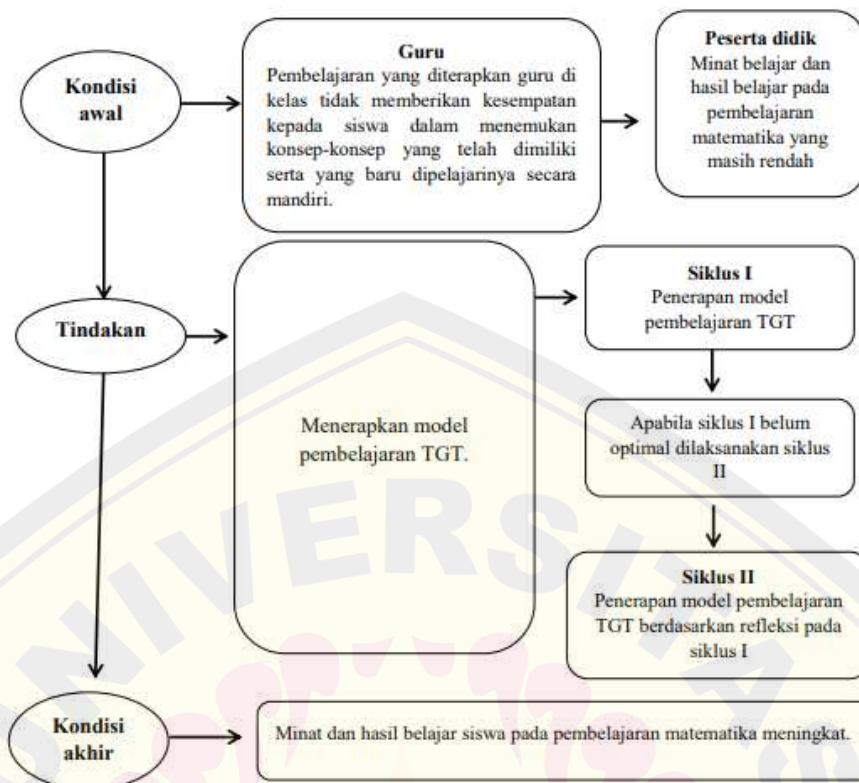 Kondisi
awal
Guru
Pembelajaran yang diterapkan guru di
kelas tidak memberikan kesempatan
kepada siswa dalam menemukan
konsep-konsep yang telah dimiliki
serta yang baru dipelajarinya secara
mandiri.
Peserta didik
Minat belajar dan
hasil belajar pada
pembelajaran
matematika yang
masih rendah
Tindakan
Menerapkan model
pembelajaran TGT.
Siklus I
Penerapan model
pembelajaran TGT
Apabila siklus I belum
optimal dilaksanakan siklus
II
Siklus II
Penerapan model pembelajaran
TGT berdasarkan refleksi pada
siklus I
Kondisi
akhir
Minat dan hasil belajar siswa pada pembelajaran matematika meningkat.
UNIVERSITAS